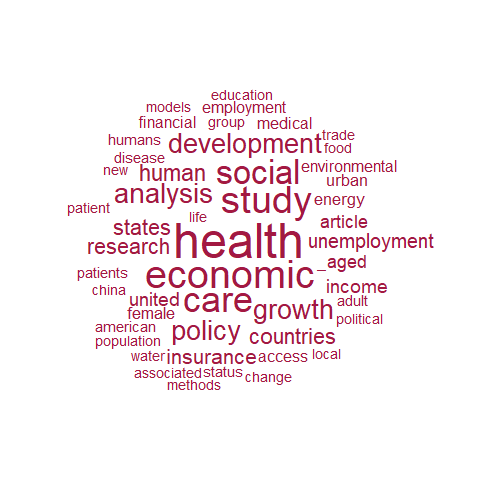 education
models employment
financial group medical
humans development trade
food
disease human social environmental
new analysis study urban
patient life energy
states article
research health unemployment
_aged
patients economic income
china care adult
united growth political
female
american policy countries
population
water insurance access local
associated status change
methods